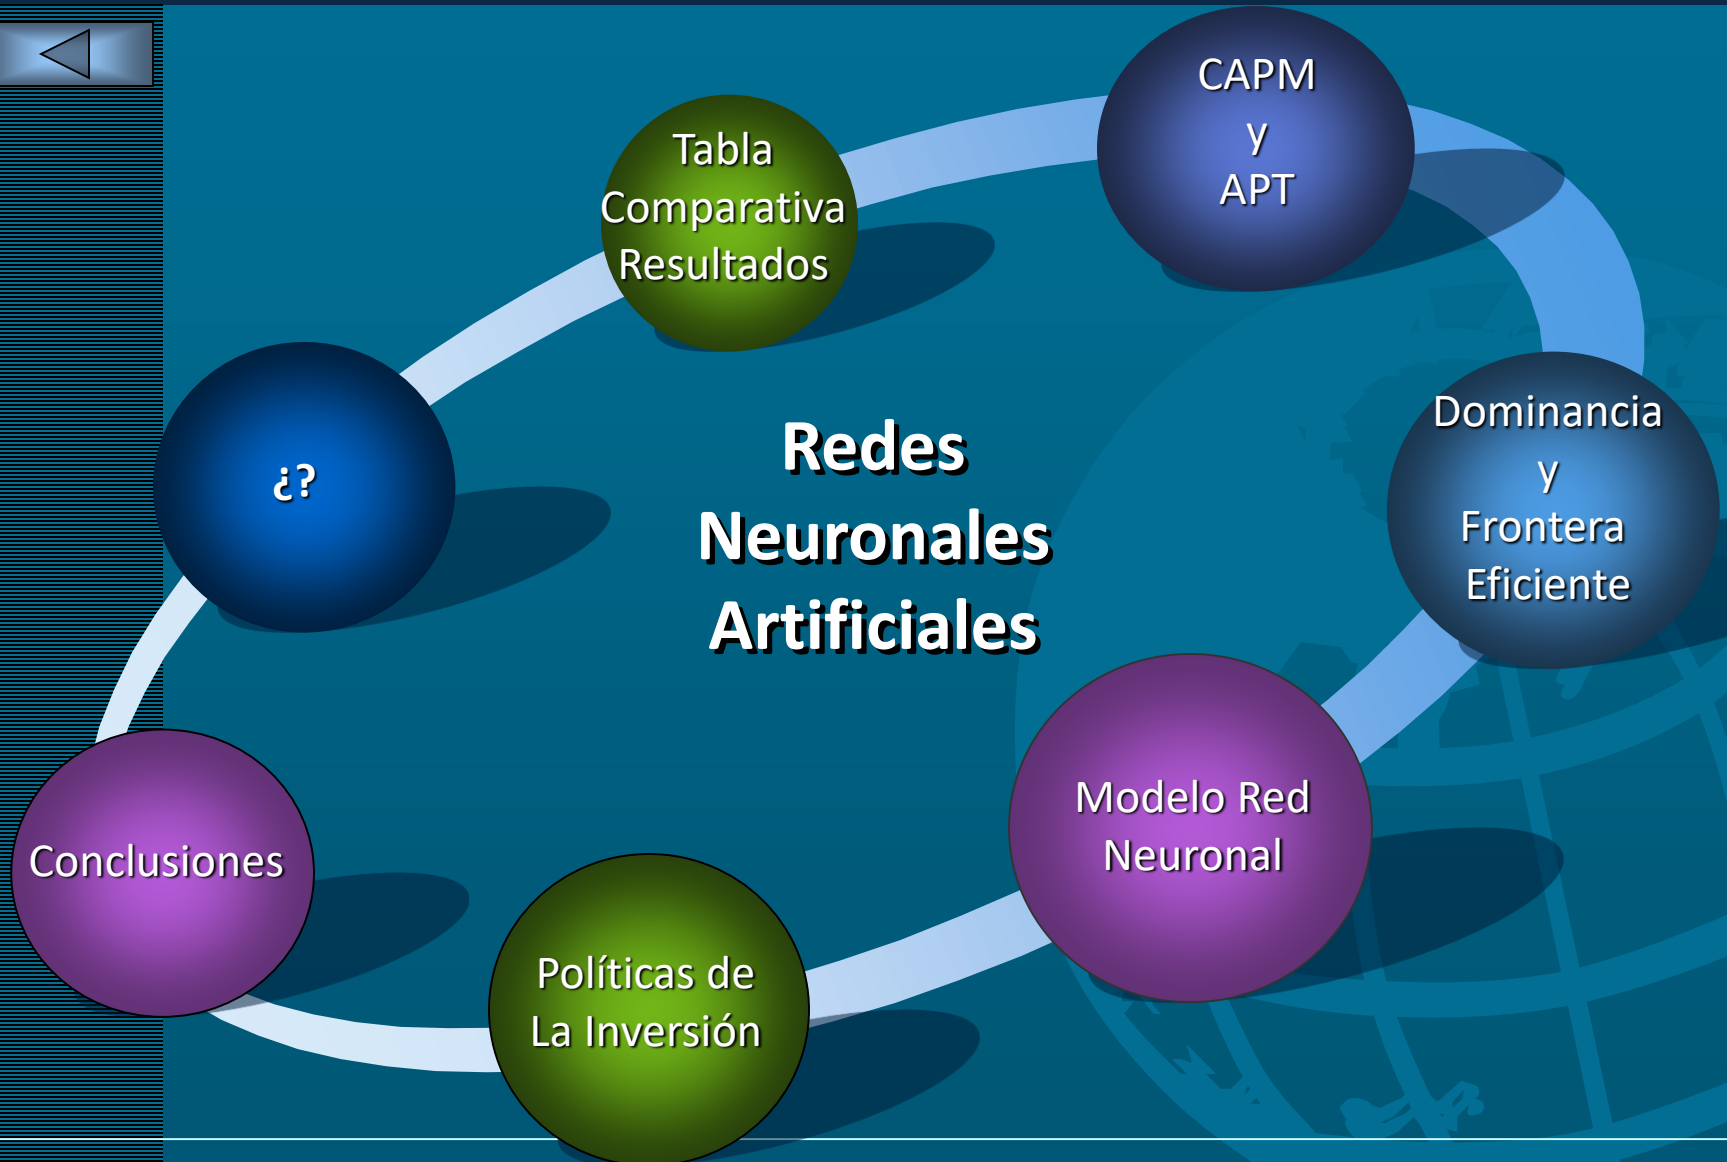 CAPM
y
APT
Tabla
Comparativa
Resultados
Dominancia
y
Frontera
Eficiente
¿?
Redes
Neuronales
Artificiales
Modelo Red
Neuronal
Conclusiones
Políticas de
La Inversión